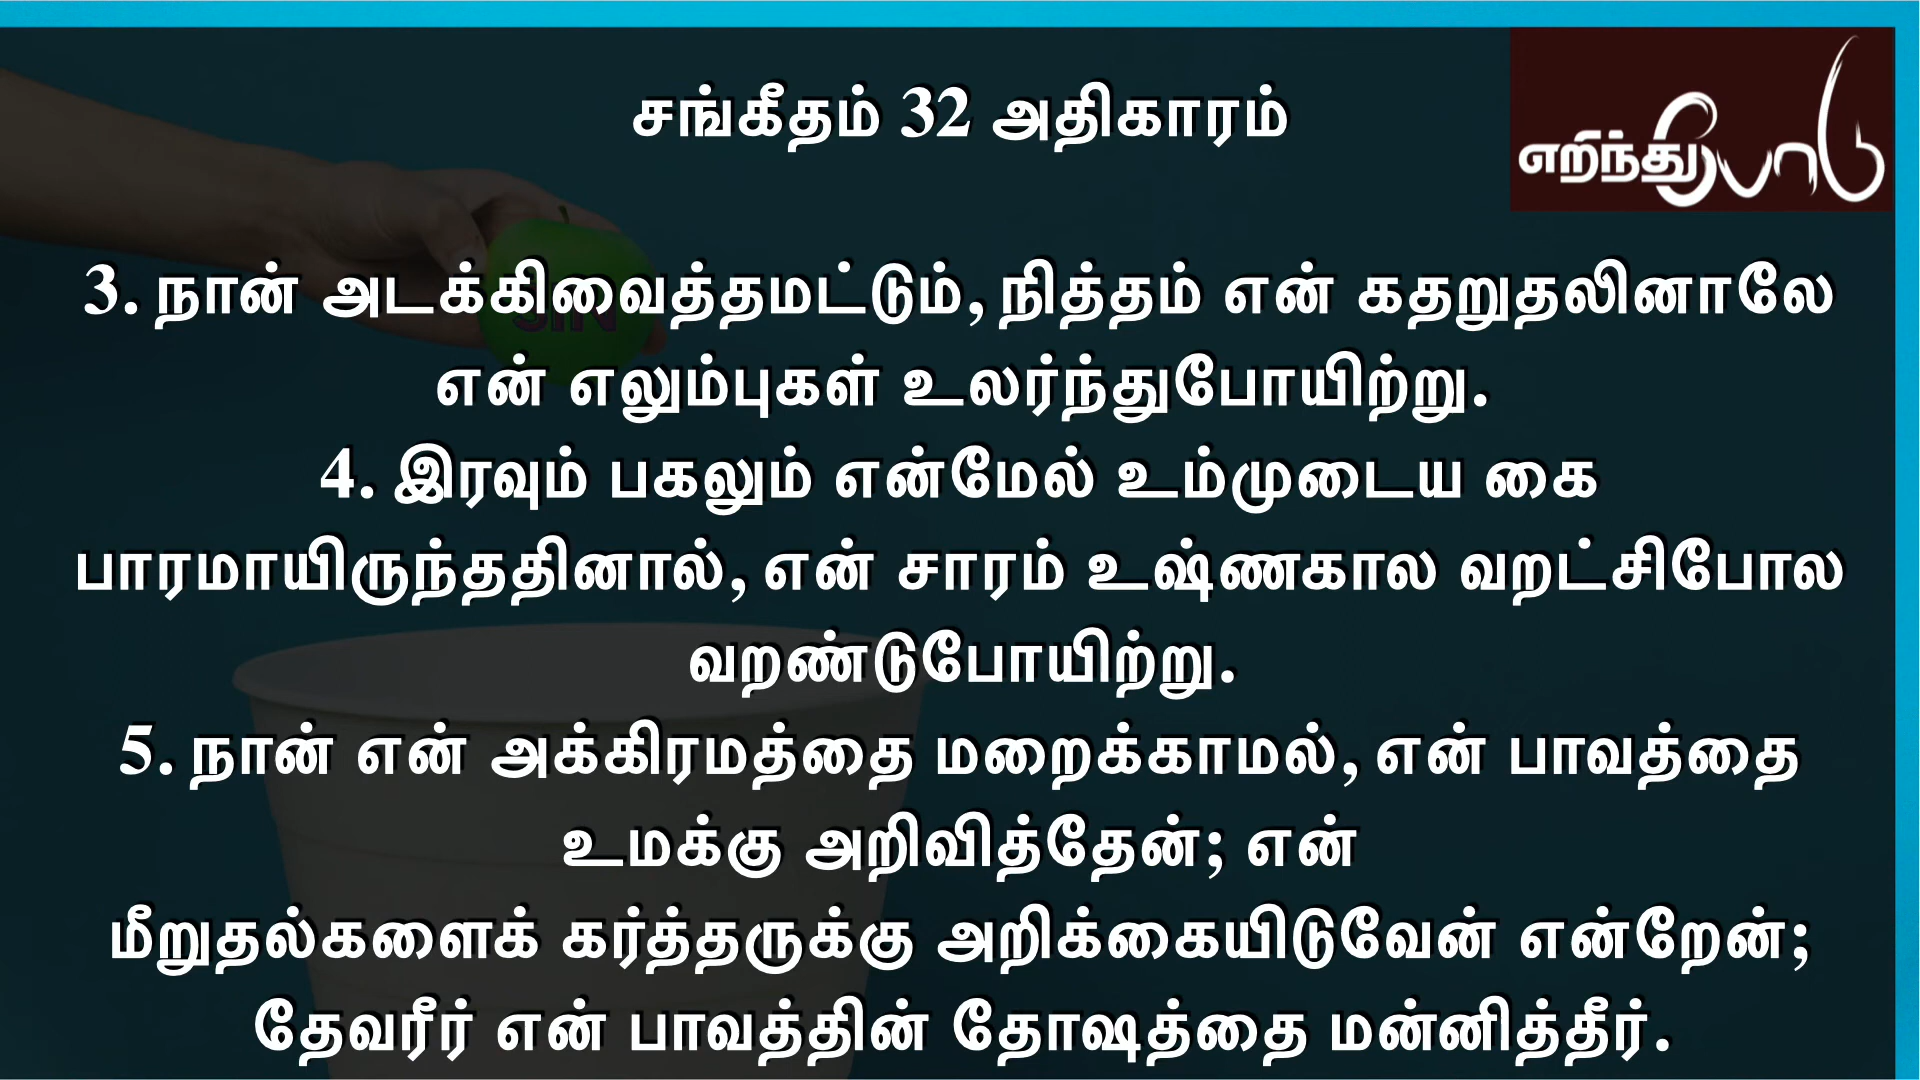 சங்கீதம் 32 அதிகாரம்
எறிந்து போடு
3. நான் அடக்கிவைத்தமட்டும், நித்தம் என் கதறுதலினாலே
என் எலும்புகள் உலர்ந்துபோயிற்று.
4. இரவும் பகலும் என்மேல் உம்முடைய கை
பாரமாயிருந்ததினால், என் சாரம் உஷ்ணகால வறட்சிபோல
வறண்டுபோயிற்று.
5. நான் என் அக்கிரமத்தை மறைக்காமல், என் பாவத்தை
உமக்கு அறிவித்தேன்; என்
மீறுதல்களைக் கர்த்தருக்கு அறிக்கையிடுவேன் என்றேன்;
தேவரீர் என் பாவத்தின் தோஷத்தை மன்னித்தீர்.
SIN